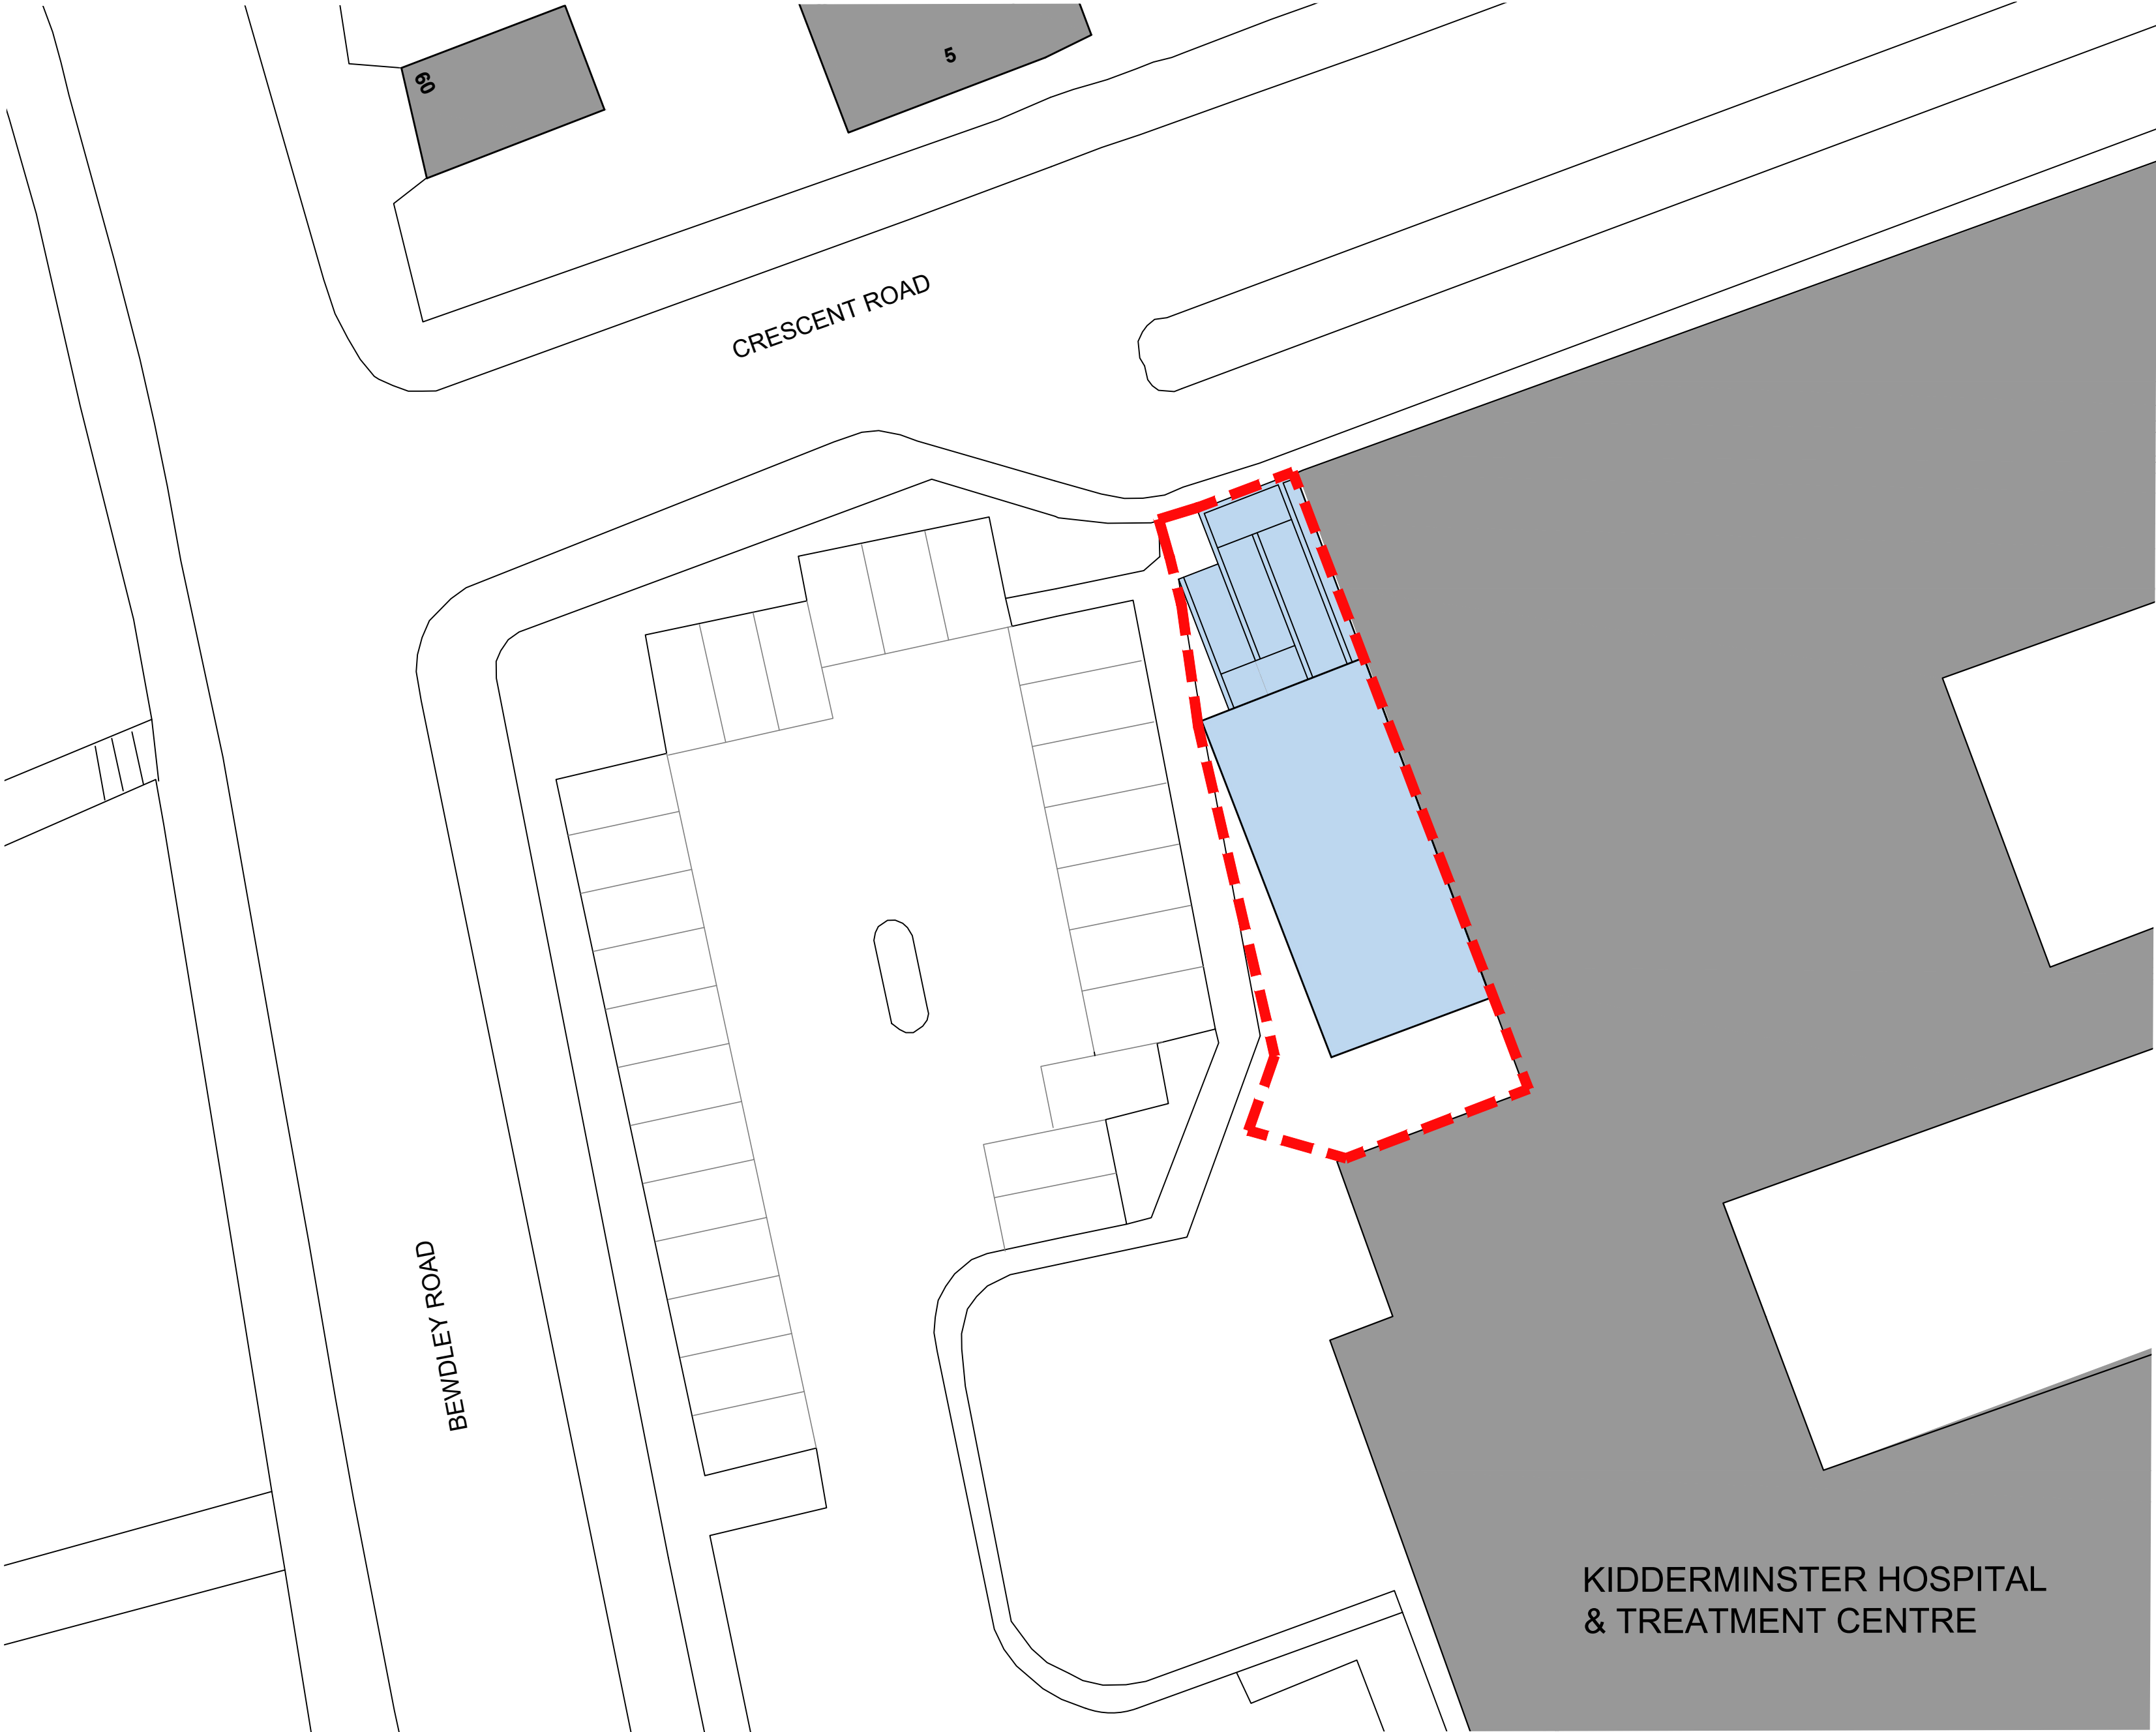 60
5
CRESCENT ROAD
BEWDLEY ROAD
KIDDERMINSTER HOSPITAL
& TREATMENT CENTRE